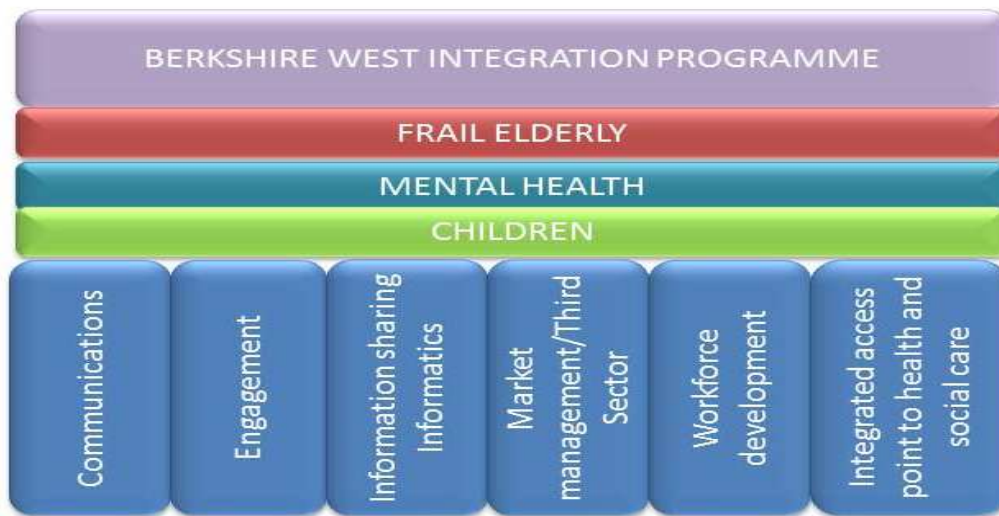 BERKSHIRE WEST INTEGRATION PROGRAMME
FRAIL ELDERLY
MENTAL HEALTH
CHILDREN
Communications
Engagement
Information sharing
Informatics
Market
management/Third
Sector
Workforce
development
Integrated access
point to health and
social care